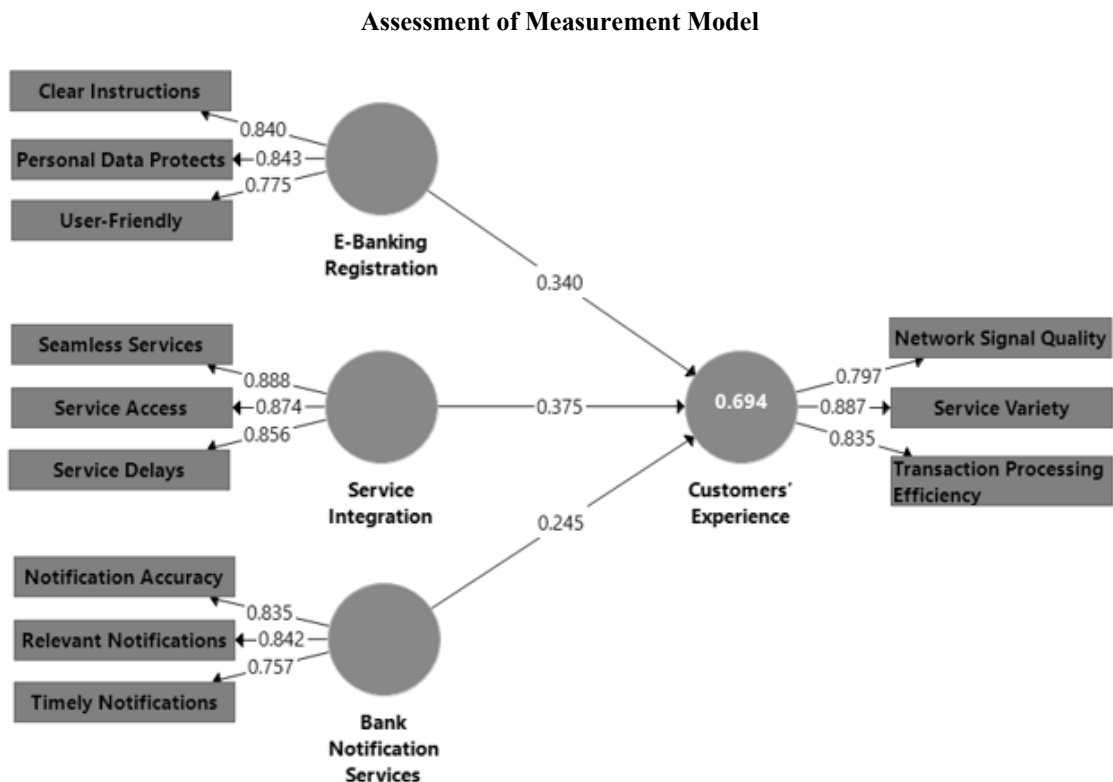 Assessment of Measurement Model
Clear Instructions
0.840
Personal Data Protects
0.843
0.775
User-Friendly
E-Banking
Registration
0.340
Seamless Services
0.888
Service Access
0.874
0.856
Service Delays
Service
Integration
0.375
Notification Accuracy
0.835
Relevant Notifications
0.842
0.757
Timely Notifications
Bank
Notification
Services
0.245
0.694
Customers’
Experience
Network Signal Quality
0.797
0.887
Service Variety
0.835
Transaction Processing
Efficiency